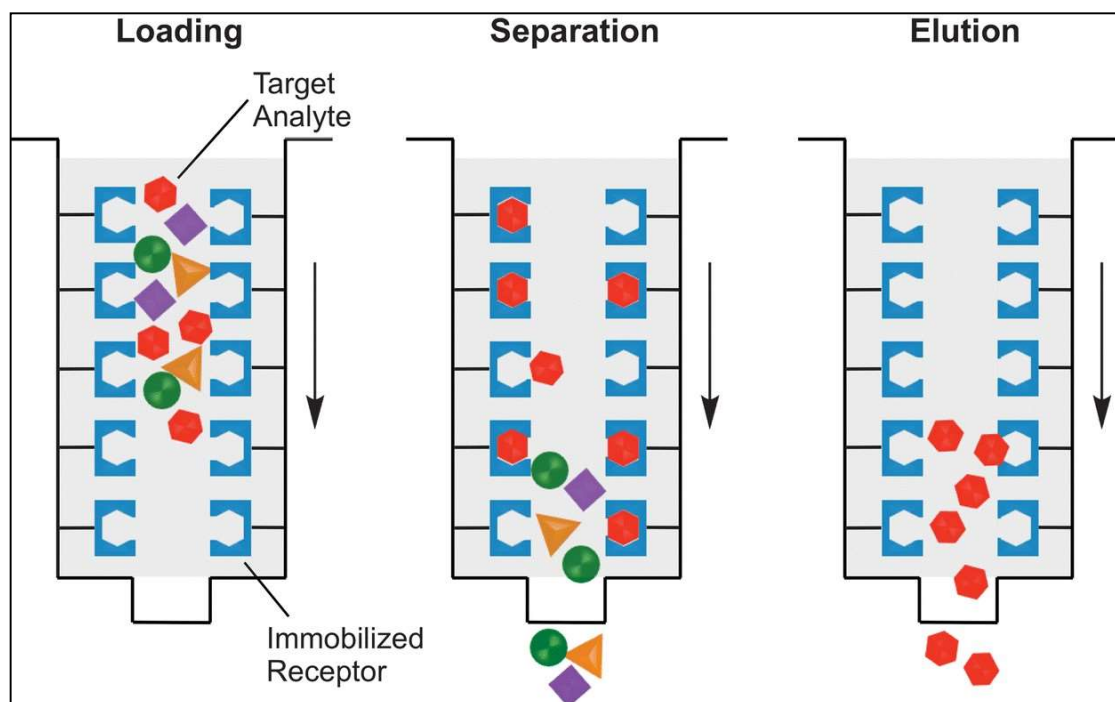 Loading
Separation
Elution
Target
Analyte
Immobilized
Receptor